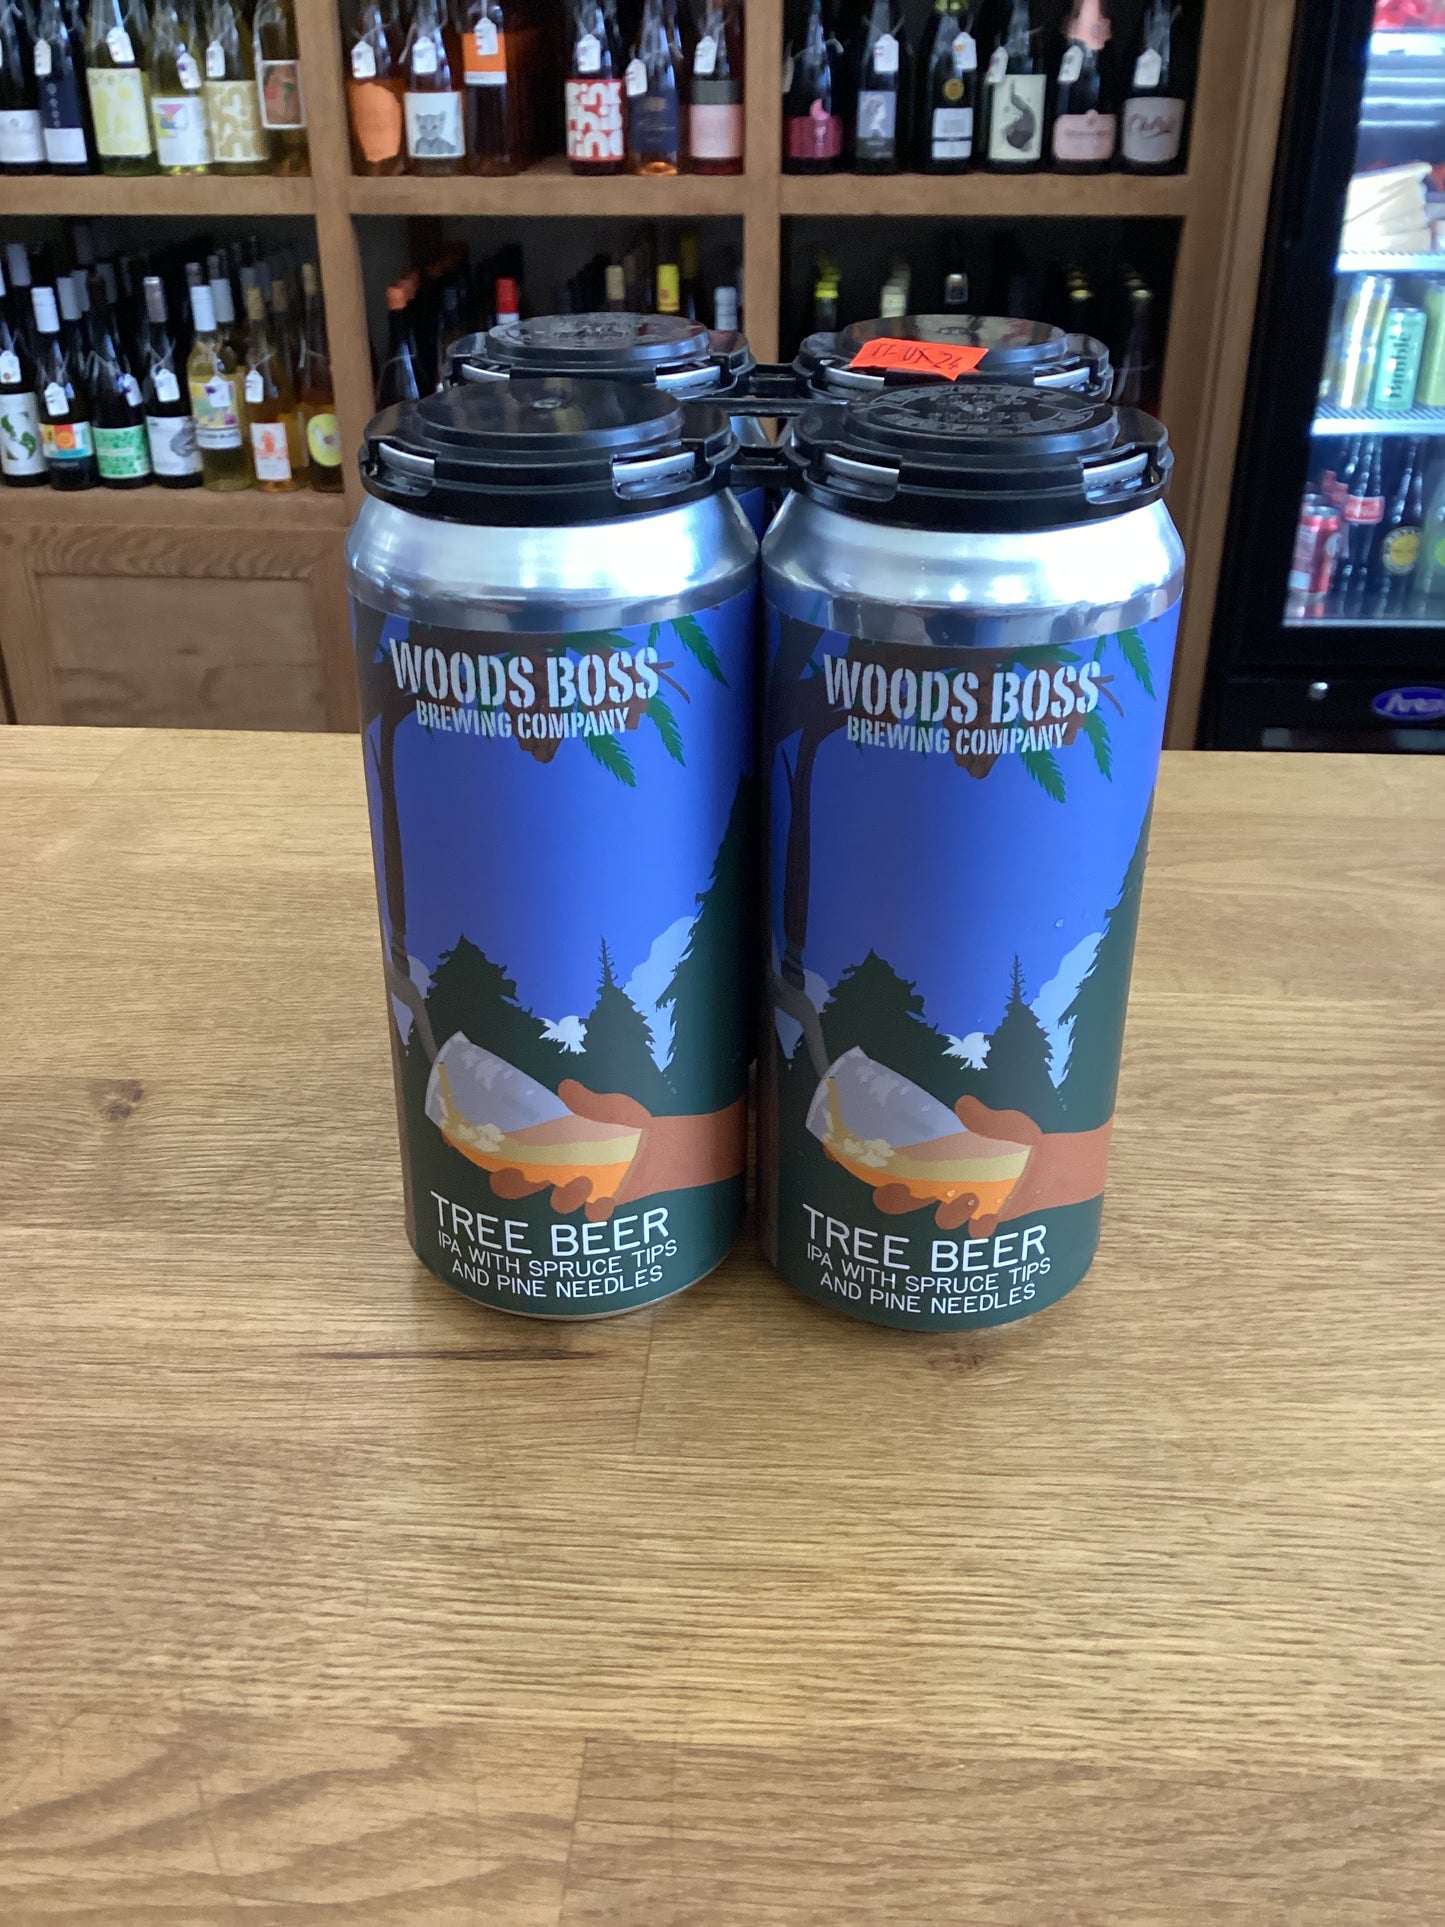 WOODS BOSS
BREWING COMPANY
TREE BEER
IPA WITH SPRUCE TIPS
AND PINE NEEDLES
WOODS BOSS
BREWING COMPANY
TREE BEER
IPA WITH SPRUCE TIPS
AND PINE NEEDLES